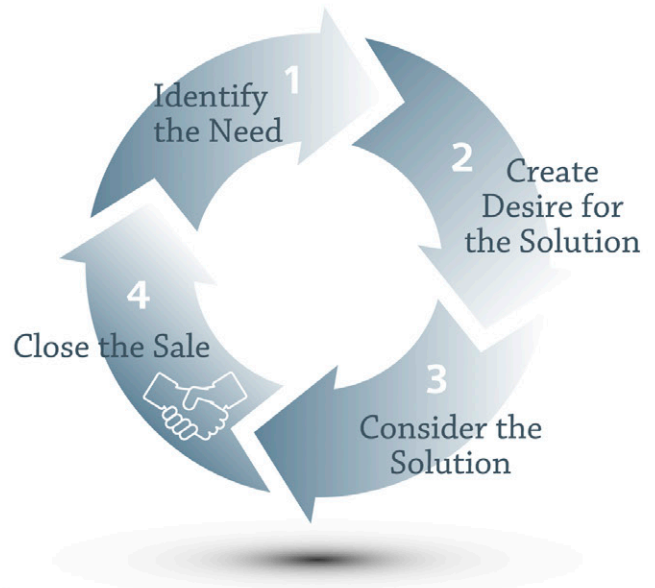 1
Identify
the Need
2
Create
Desire for
the Solution
3
Consider the
Solution
4
Close the Sale